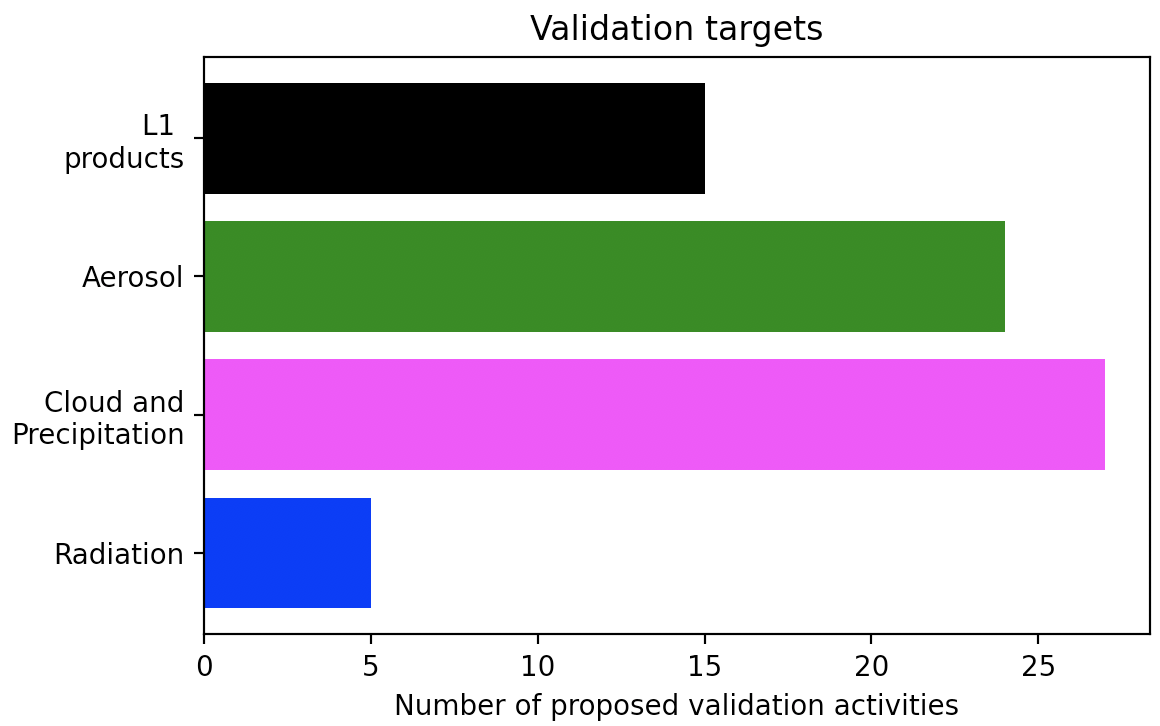 Validation targets
L1
products
Aerosol
Cloud and
Precipitation
Radiation
0 5 10 15 20 25
Number of proposed validation activities